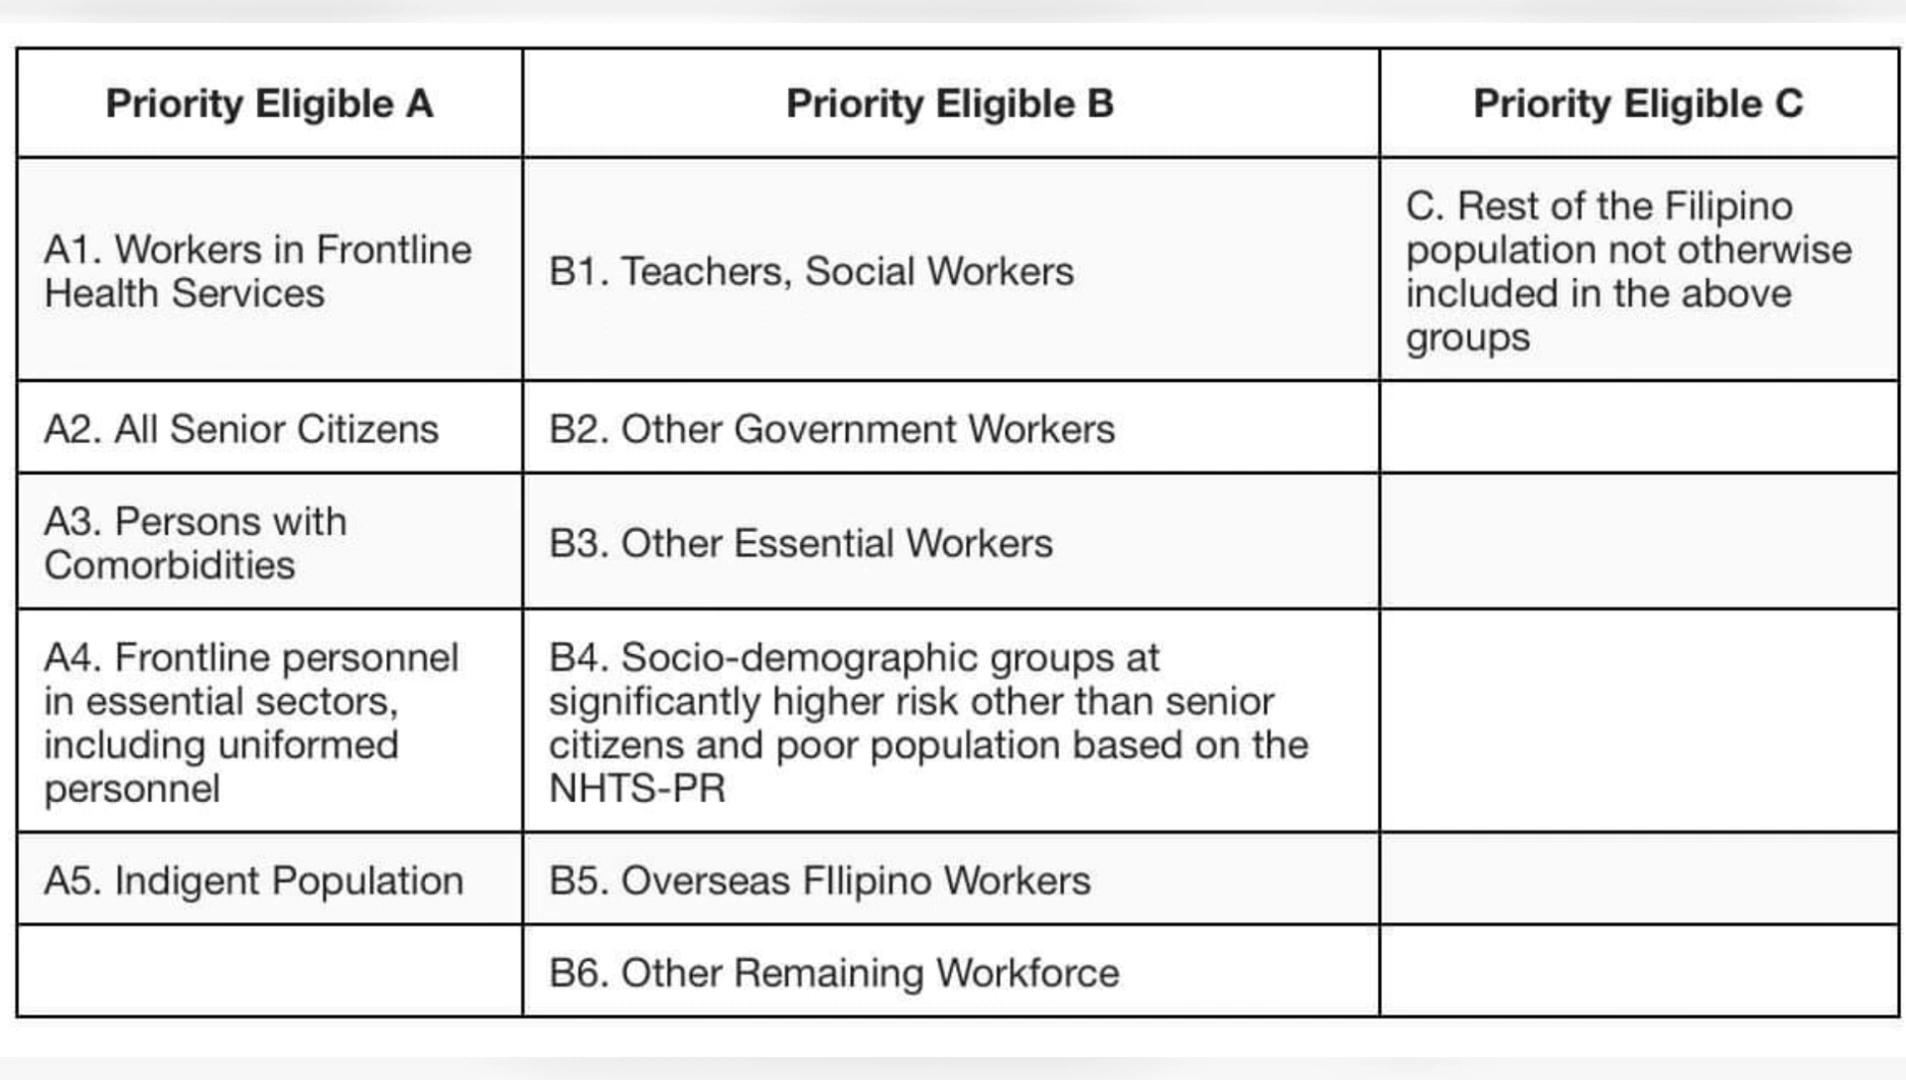 Priority Eligible A
Priority Eligible B
Priority Eligible C
A1. Workers in Frontline
Health Services
B1. Teachers, Social Workers
C. Rest of the Filipino
population not otherwise
included in the above
groups
A2. All Senior Citizens
B2. Other Government Workers
A3. Persons with
Comorbidities
B3. Other Essential Workers
A4. Frontline personnel
in essential sectors,
including uniformed
personnel
B4. Socio-demographic groups at
significantly higher risk other than senior
citizens and poor population based on the
NHTS-PR
A5. Indigent Population
B5. Overseas FIlipino Workers
B6. Other Remaining Workforce